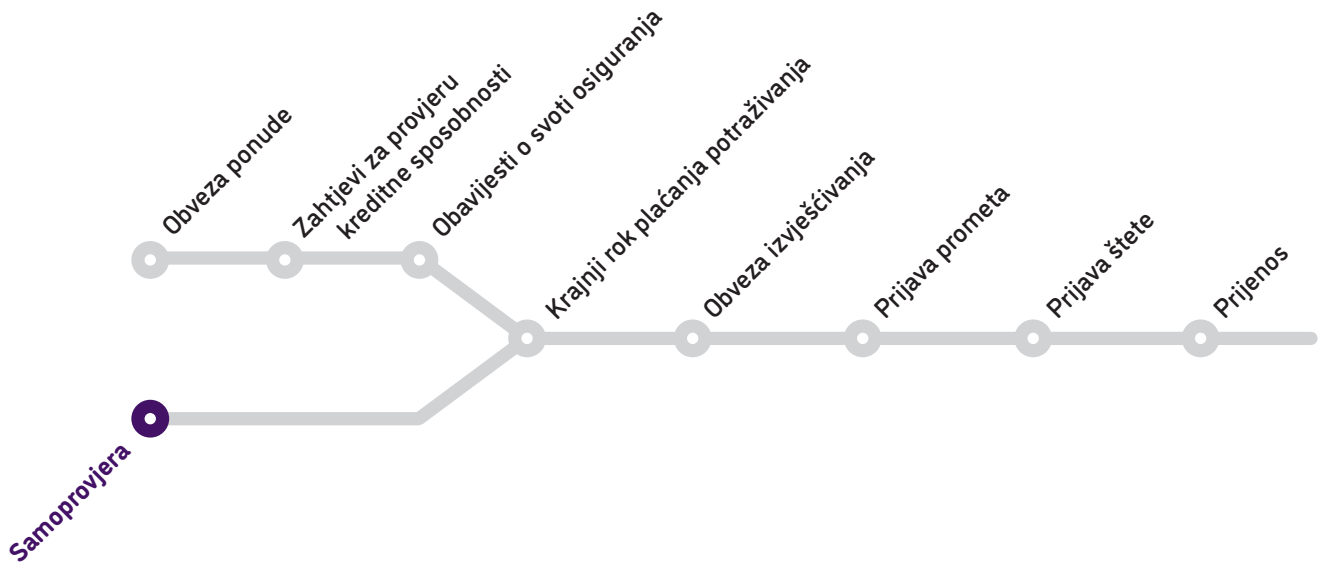 Obveza ponude
Zahtjevi za provjeru
kreditne sposobnosti
Obavijesti o svoti osiguranja
Krajnji rok plaćanja potraživanja
Obveza izvješćivanja
Prijava prometa
Prijava štete
Prijenos
Samoprovjera